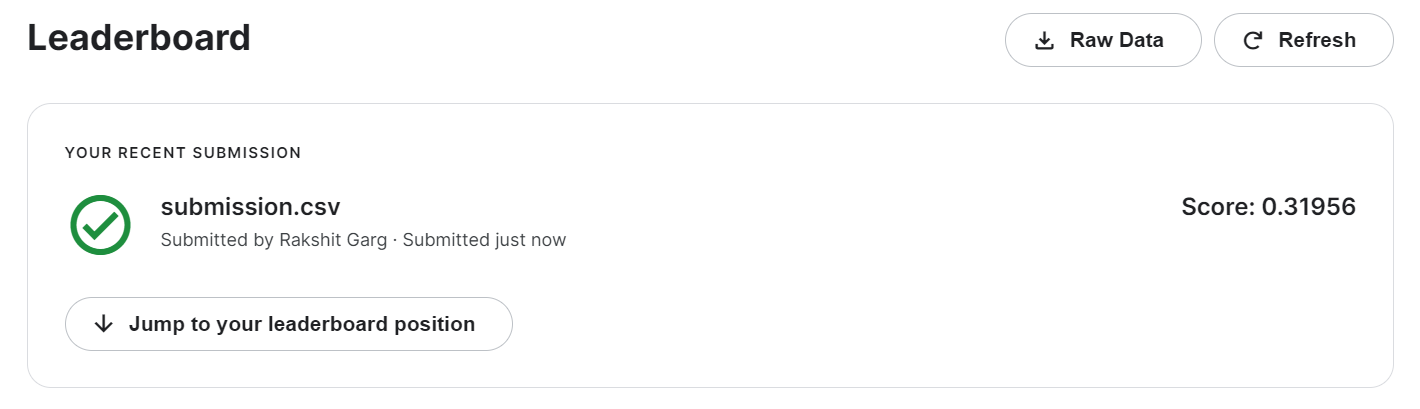 Leaderboard
Raw Data
Refresh
YOUR RECENT SUBMISSION
submission.csv
Score: 0.31956
Submitted by Rakshit Garg · Submitted just now
Jump to your leaderboard position